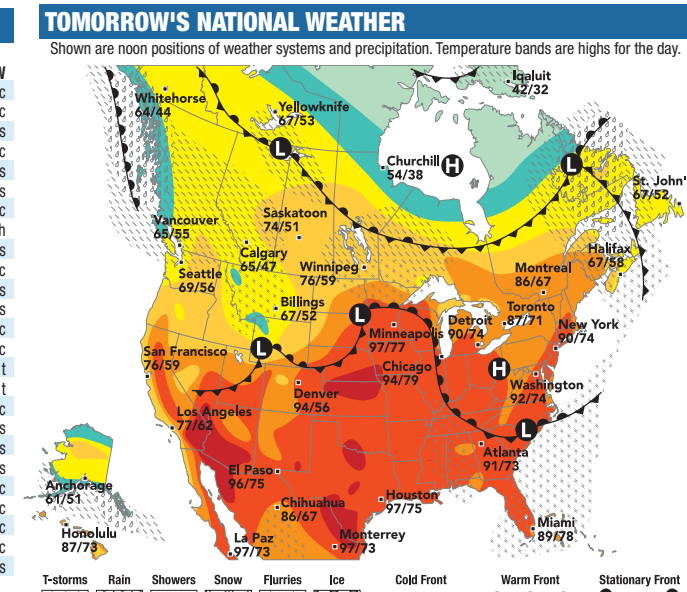 TOMORROW'S NATIONAL WEATHER
Shown are noon positions of weather systems and precipitation. Temperature bands are highs for the day.
Iqaluit
42/32
Whitehorse
64/44
Yellowknife
67/53
L
Churchill
54/38
H
L
St. John'
67/52
Vancouver
65/55
Saskatoon
74/51
Calgary
65/47
Winnipeg
76/59
Halifax
67/58
Seattle
69/56
Montreal
86/67
Billings
67/52
L
Minneapolis
97/77
Detroit
90/74
Toronto
87/71
New York
90/74
San Francisco
76/59
L
Chicago
94/79
H
Washington
92/74
Denver
94/56
Los Angeles
77/62
L
Atlanta
91/73
El Paso
96/75
Anchorage
61/51
Chihuahua
86/67
Houston
97/75
Honolulu
87/73
La Paz
97/73
Monterrey
97/73
Miami
89/78
T-storms Rain Showers Snow Flurries Ice Cold Front Warm Front Stationary Front